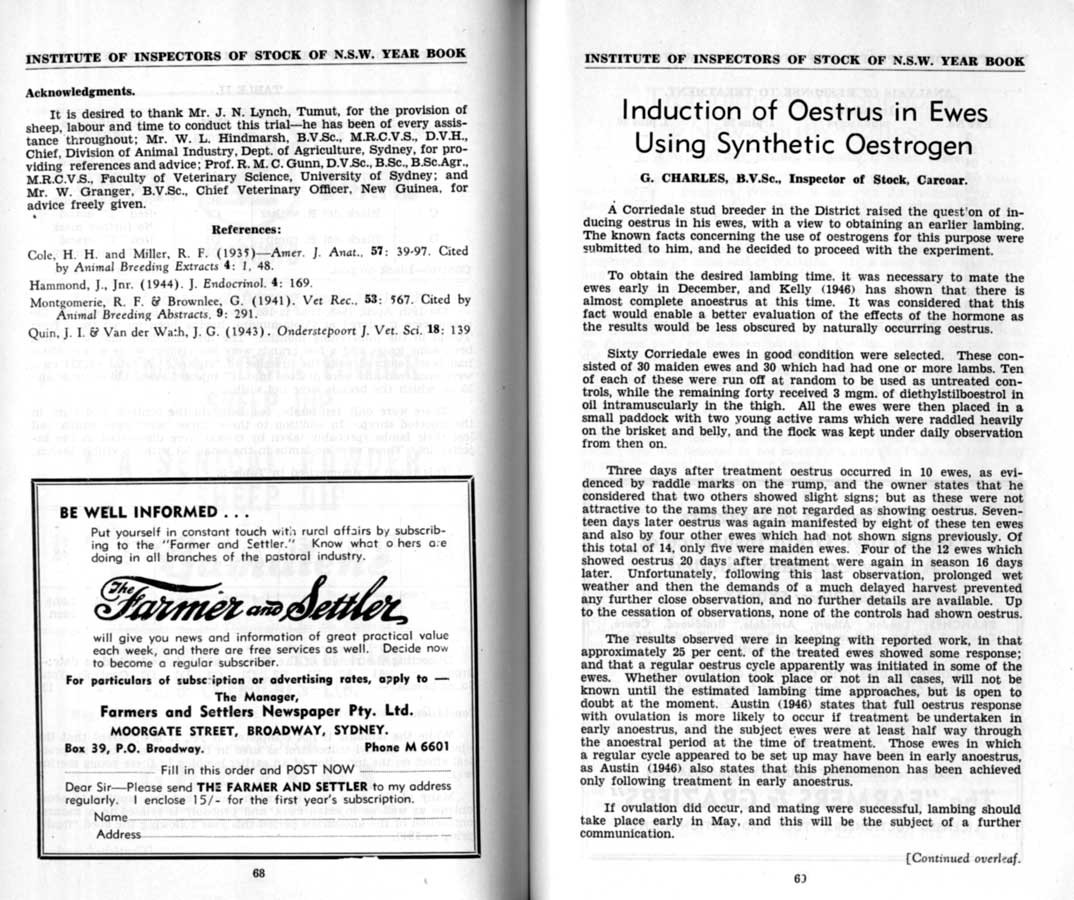 INSTITUTE OF INSPECTORS OF STOCK OF N.S.W. YEAR BOOK
Acknowledgments.
It is desired to thank Mr. J. N. Lynch, Tumut, for the provision of
sheep, labour and time to conduct this trial—he has been of every assis-
tance throughout; Mr. W. L. Hindmarsh, B.V.Sc., M.R.C.V.S., D.V.H.,
Chief, Division of Animal Industry, Dept. of Agriculture, Sydney, for pro-
viding references and advice; Prof. R. M. C. Gunn, D.V.Sc., B.Sc., B.Sc.Agr.,
M.R.C.V.S., Faculty of Veterinary Science, University of Sydney; and
Mr. W. Granger, B.V.Sc., Chief Veterinary Officer, New Guinea, for
advice freely given.
References:
Cole, H. H. and Miller, R. F. (1935)—Amer. J. Anat., 57: 39-97. Cited
by Animal Breeding Extracts 4: 1, 48.
Hammond, J., Jnr. (1944). J. Endocrinol. 4: 169.
Montgomerie, R. F. & Brownlee, G. (1941). Vet Rec., 53: 567. Cited by
Animal Breeding Abstracts. 9: 291.
Quin, J. I. & Van der Wath, J. G. (1943). Onderstepoort J. Vet. Sci. 18: 139
BE WELL INFORMED . . .
Put yourself in constant touch with rural affairs by subscrib-
ing to the "Farmer and Settler." Know what o hers are
doing in all branches of the pastoral industry.
The
Farmer and Settler
will give you news and information of great practical value
each week, and there are free services as well. Decide now
to become a regular subscriber.
For particulars of subscription or advertising rates, apply to —
The Manager,
Farmers and Settlers Newspaper Pty. Ltd.
MOORGATE STREET, BROADWAY, SYDNEY.
Box 39, P.O. Broadway. Phone M 6601
Fill in this order and POST NOW
Dear Sir—Please send THE FARMER AND SETTLER to my address
regularly. I enclose 15/- for the first year's subscription.
Name
Address
68
INSTITUTE OF INSPECTORS OF STOCK OF N.S.W. YEAR BOOK
Induction of Oestrus in Ewes
Using Synthetic Oestrogen
G. CHARLES, B.V.Sc., Inspector of Stock, Carcoar.
A Corriedale stud breeder in the District raised the quest'on of in-
ducing oestrus in his ewes, with a view to obtaining an earlier lambing.
The known facts concerning the use of oestrogens for this purpose were
submitted to him, and he decided to proceed with the experiment.
To obtain the desired lambing time, it was necessary to mate the
ewes early in December, and Kelly (1946) has shown that there is
almost complete anoestrus at this time. It was considered that this
fact would enable a better evaluation of the effects of the hormone as
the results would be less obscured by naturally occurring oestrus.
Sixty Corriedale ewes in good condition were selected. These con-
sisted of 30 maiden ewes and 30 which had had one or more lambs. Ten
of each of these were run off at random to be used as untreated con-
trols, while the remaining forty received 3 mgm. of diethylstilboestrol in
oil intramuscularly in the thigh. All the ewes were then placed in a
small paddock with two young active rams which were raddled heavily
on the brisket and belly, and the flock was kept under daily observation
from then on.
Three days after treatment oestrus occurred in 10 ewes, as evi-
denced by raddle marks on the rump, and the owner states that he
considered that two others showed slight signs; but as these were not
attractive to the rams they are not regarded as showing oestrus. Seven-
teen days later oestrus was again manifested by eight of these ten ewes
and also by four other ewes which had not shown signs previously. Of
this total of 14, only five were maiden ewes. Four of the 12 ewes which
showed oestrus 20 days after treatment were again in season 16 days
later. Unfortunately, following this last observation, prolonged wet
weather and then the demands of a much delayed harvest prevented
any further close observation, and no further details are available. Up
to the cessation of observations, none of the controls had shown oestrus.
The results observed were in keeping with reported work, in that
approximately 25 per cent. of the treated ewes showed some response;
and that a regular oestrus cycle apparently was initiated in some of the
ewes. Whether ovulation took place or not in all cases, will not be
known until the estimated lambing time approaches, but is open to
doubt at the moment. Austin (1946) states that full oestrus response
with ovulation is more likely to occur if treatment be undertaken in
early anoestrus, and the subject ewes were at least half way through
the anoestral period at the time of treatment. Those ewes in which
a regular cycle appeared to be set up may have been in early anoestrus,
as Austin (1946) also states that this phenomenon has been achieved
only following treatment in early anoestrus.
If ovulation did occur, and mating were successful, lambing should
take place early in May, and this will be the subject of a further
communication.
[Continued overleaf.